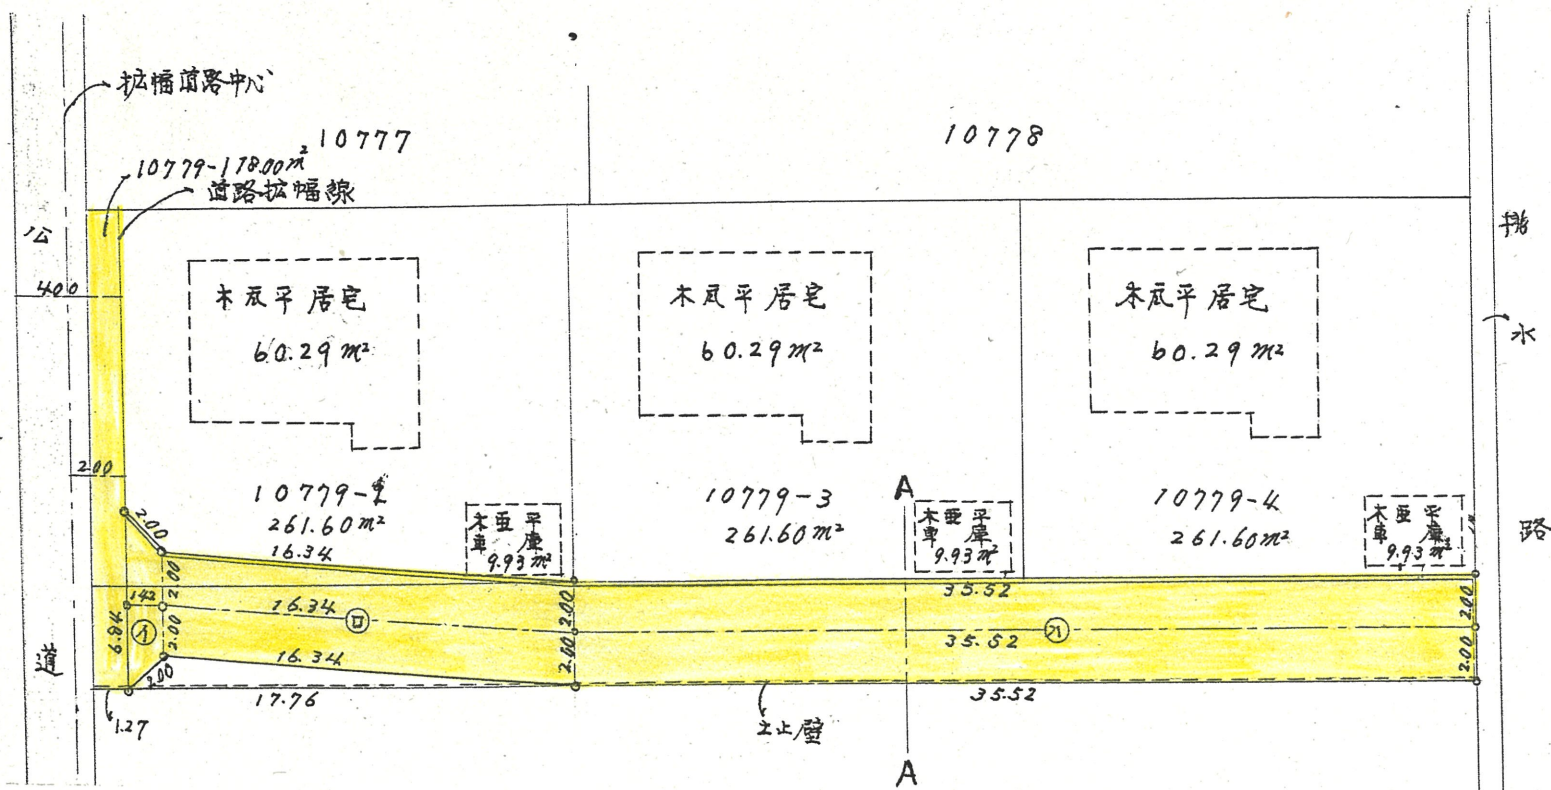 拡幅道路中心
10777
10778
10779-1 78.00m²
道路拡幅線
公
道
排
水
路
4.00
2.00
木瓦平居宅
60.29m²
木瓦平居宅
60.29m²
木瓦平居宅
60.29m²
10779-2
261.60m²
10779-3
261.60m²
10779-4
261.60m²
木亜平
車庫
9.93m²
木亜平
車庫
9.93m²
木亜平
車庫
9.93m²
A
2.00
16.34
35.52
2.00
2.00
2.00
1.42
16.34
ロ
35.52
ハ
6.84
イ
2.00
2.00
2.00
2.00
16.34
17.76
35.52
1.27
土止壁
A